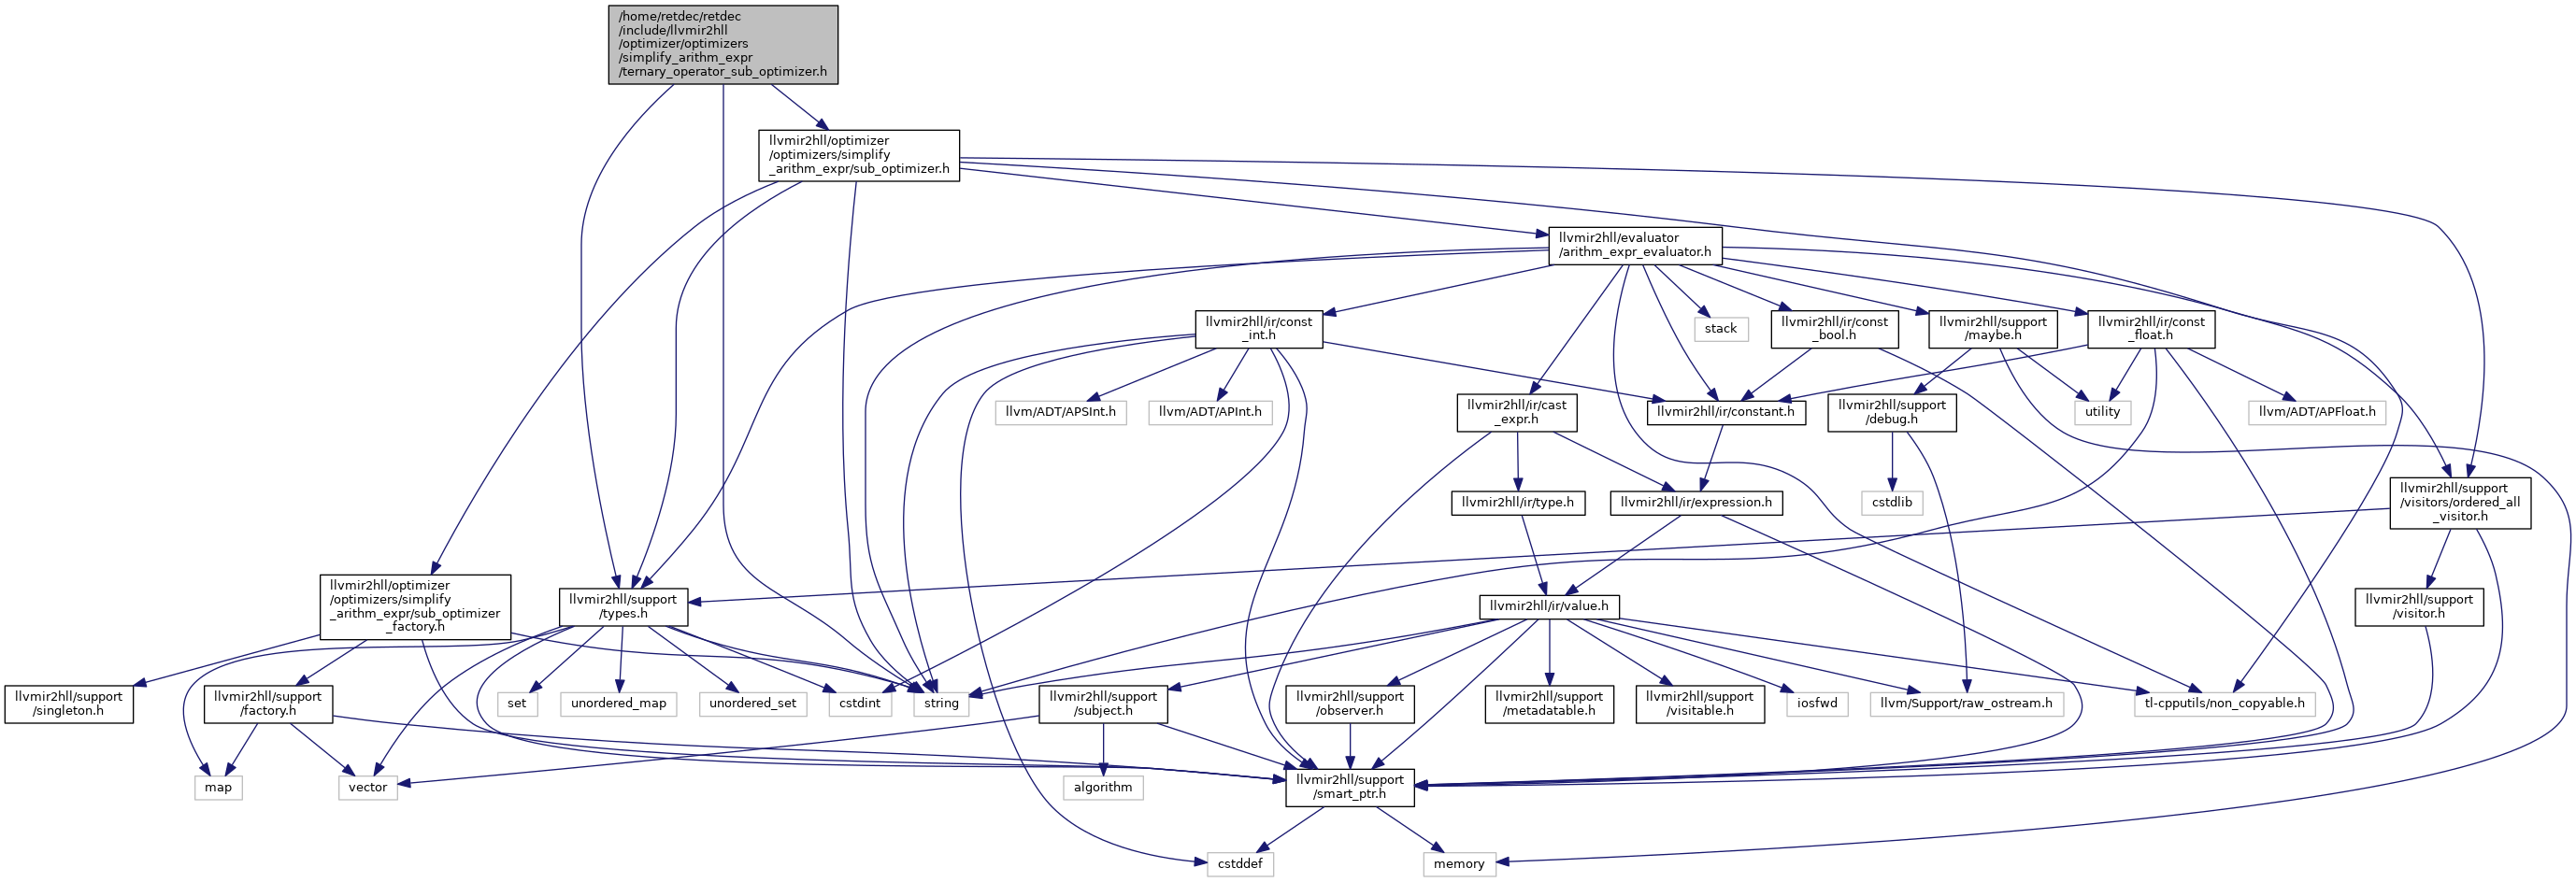 /home/retdec/retdec
/include/llvmir2hll
/optimizer/optimizers
/simplify_arithm_expr
/ternary_operator_sub_optimizer.h
llvmir2hll/optimizer
/optimizers/simplify
_arithm_expr/sub_optimizer.h
llvmir2hll/evaluator
/arithm_expr_evaluator.h
llvmir2hll/ir/const
_int.h
stack
llvmir2hll/ir/const
_bool.h
llvmir2hll/support
/maybe.h
llvmir2hll/ir/const
_float.h
llvm/ADT/APSInt.h
llvm/ADT/APInt.h
llvmir2hll/ir/cast
_expr.h
llvmir2hll/ir/constant.h
llvmir2hll/support
/debug.h
utility
llvm/ADT/APFloat.h
llvmir2hll/ir/type.h
llvmir2hll/ir/expression.h
cstdlib
llvmir2hll/support
/visitors/ordered_all
_visitor.h
llvmir2hll/optimizer
/optimizers/simplify
_arithm_expr/sub_optimizer
_factory.h
llvmir2hll/support
/types.h
llvmir2hll/ir/value.h
llvmir2hll/support
/visitor.h
llvmir2hll/support
/singleton.h
llvmir2hll/support
/factory.h
set
unordered_map
unordered_set
cstdint
string
llvmir2hll/support
/subject.h
llvmir2hll/support
/observer.h
llvmir2hll/support
/metadatable.h
llvmir2hll/support
/visitable.h
iosfwd
llvm/Support/raw_ostream.h
tl-cpputils/non_copyable.h
map
vector
algorithm
llvmir2hll/support
/smart_ptr.h
cstddef
memory